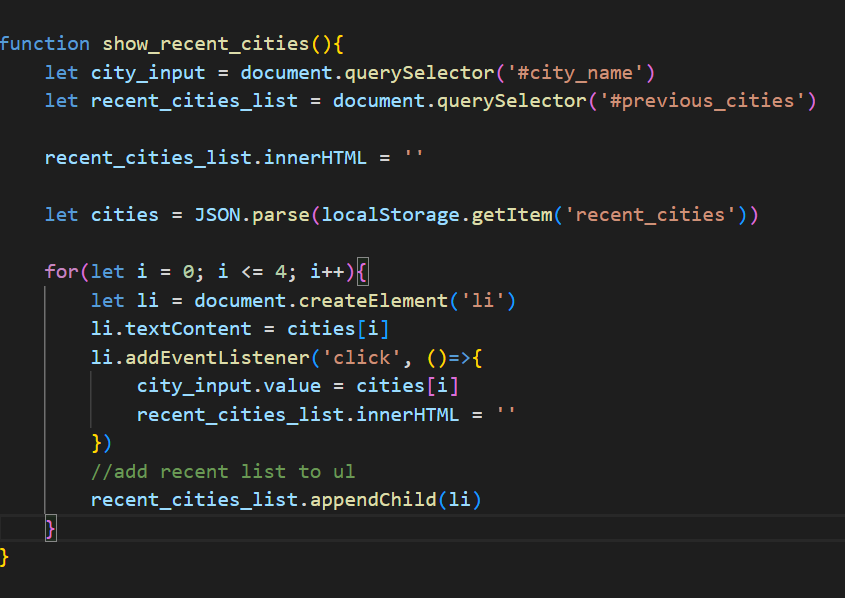 function show_recent_cities(){
    let city_input = document.querySelector('#city_name')
    let recent_cities_list = document.querySelector('#previous_cities')
    recent_cities_list.innerHTML = ''
    let cities = JSON.parse(localStorage.getItem('recent_cities'))
    for(let i = 0; i <= 4; i++){
        let li = document.createElement('li')
        li.textContent = cities[i]
        li.addEventListener('click', ()=>{
            city_input.value = cities[i]
            recent_cities_list.innerHTML = ''
        })
        //add recent list to ul
        recent_cities_list.appendChild(li)
    }
}